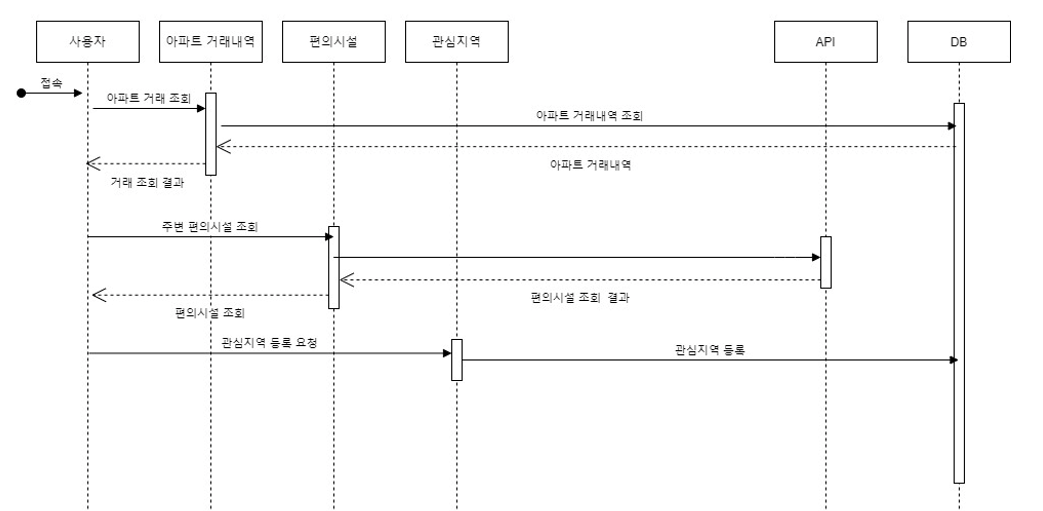 사용자
아파트 거래내역
편의시설
관심지역
API
DB
접속
아파트 거래 조회
아파트 거래내역 조회
아파트 거래내역
거래 조회 결과
주변 편의시설 조회
편의시설 조회 결과
편의시설 조회
관심지역 등록 요청
관심지역 등록